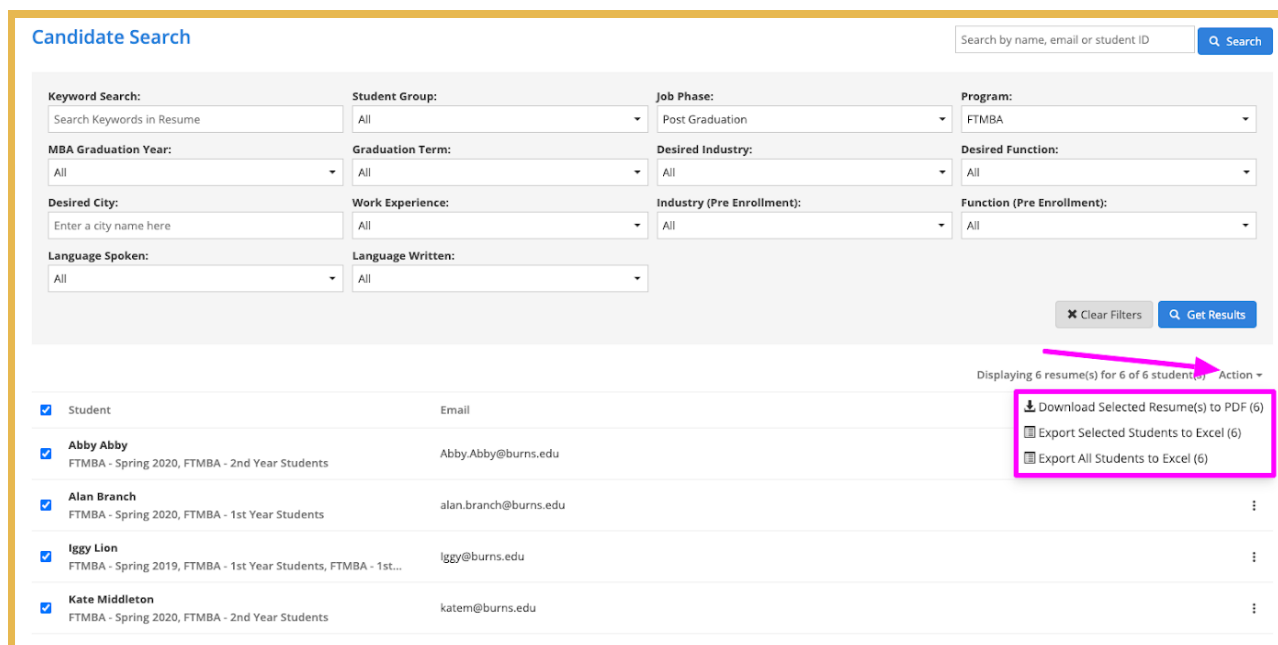 Candidate Search
Search by name, email or student ID
Search
Keyword Search: Student Group: Job Phase: Program:
Search Keywords in Resume All Post Graduation FTMBA
MBA Graduation Year: Graduation Term: Desired Industry: Desired Function:
All All All All
Desired City: Work Experience: Industry (Pre Enrollment): Function (Pre Enrollment):
Enter a city name here All All All
Language Spoken: Language Written:
All All
Clear Filters Get Results
Displaying 6 resume(s) for 6 of 6 student(s) Action
Download Selected Resume(s) to PDF (6)
Export Selected Students to Excel (6)
Export All Students to Excel (6)
Student Email
Abby Abby
FTMBA - Spring 2020, FTMBA - 2nd Year Students
Abby.Abby@burns.edu
Alan Branch
FTMBA - Spring 2020, FTMBA - 1st Year Students
alan.branch@burns.edu
Iggy Lion
FTMBA - Spring 2019, FTMBA - 1st Year Students, FTMBA - 1st...
Iggy@burns.edu
Kate Middleton
FTMBA - Spring 2020, FTMBA - 2nd Year Students
katem@burns.edu